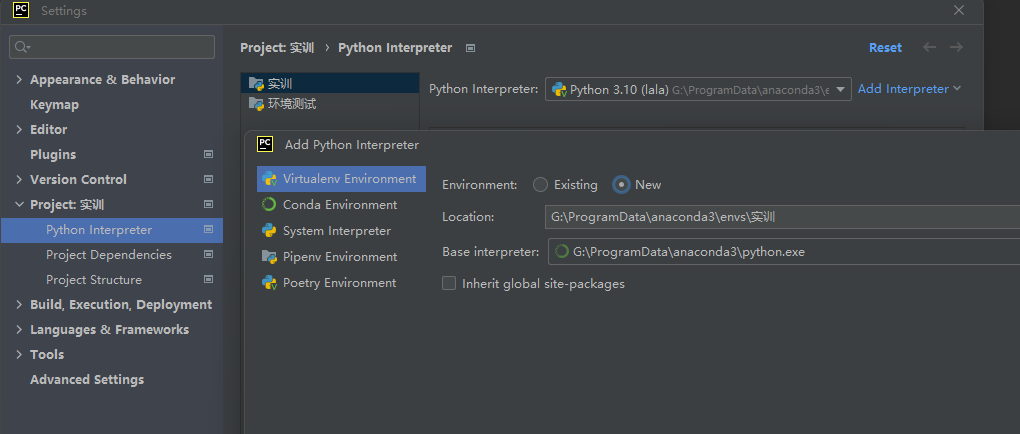 PC Settings
Project: 实训 › Python Interpreter
Reset
Appearance & Behavior
Keymap
Editor
Plugins
Version Control
Project: 实训
Python Interpreter
Project Dependencies
Project Structure
Build, Execution, Deployment
Languages & Frameworks
Tools
Advanced Settings
实训
环境测试
Python Interpreter: Python 3.10 (lala) G:\ProgramData\anaconda3\e Add Interpreter
PC Add Python Interpreter
Virtualenv Environment
Conda Environment
System Interpreter
Pipenv Environment
Poetry Environment
Environment: Existing New
Location: G:\ProgramData\anaconda3\envs\实训
Base interpreter: G:\ProgramData\anaconda3\python.exe
Inherit global site-packages